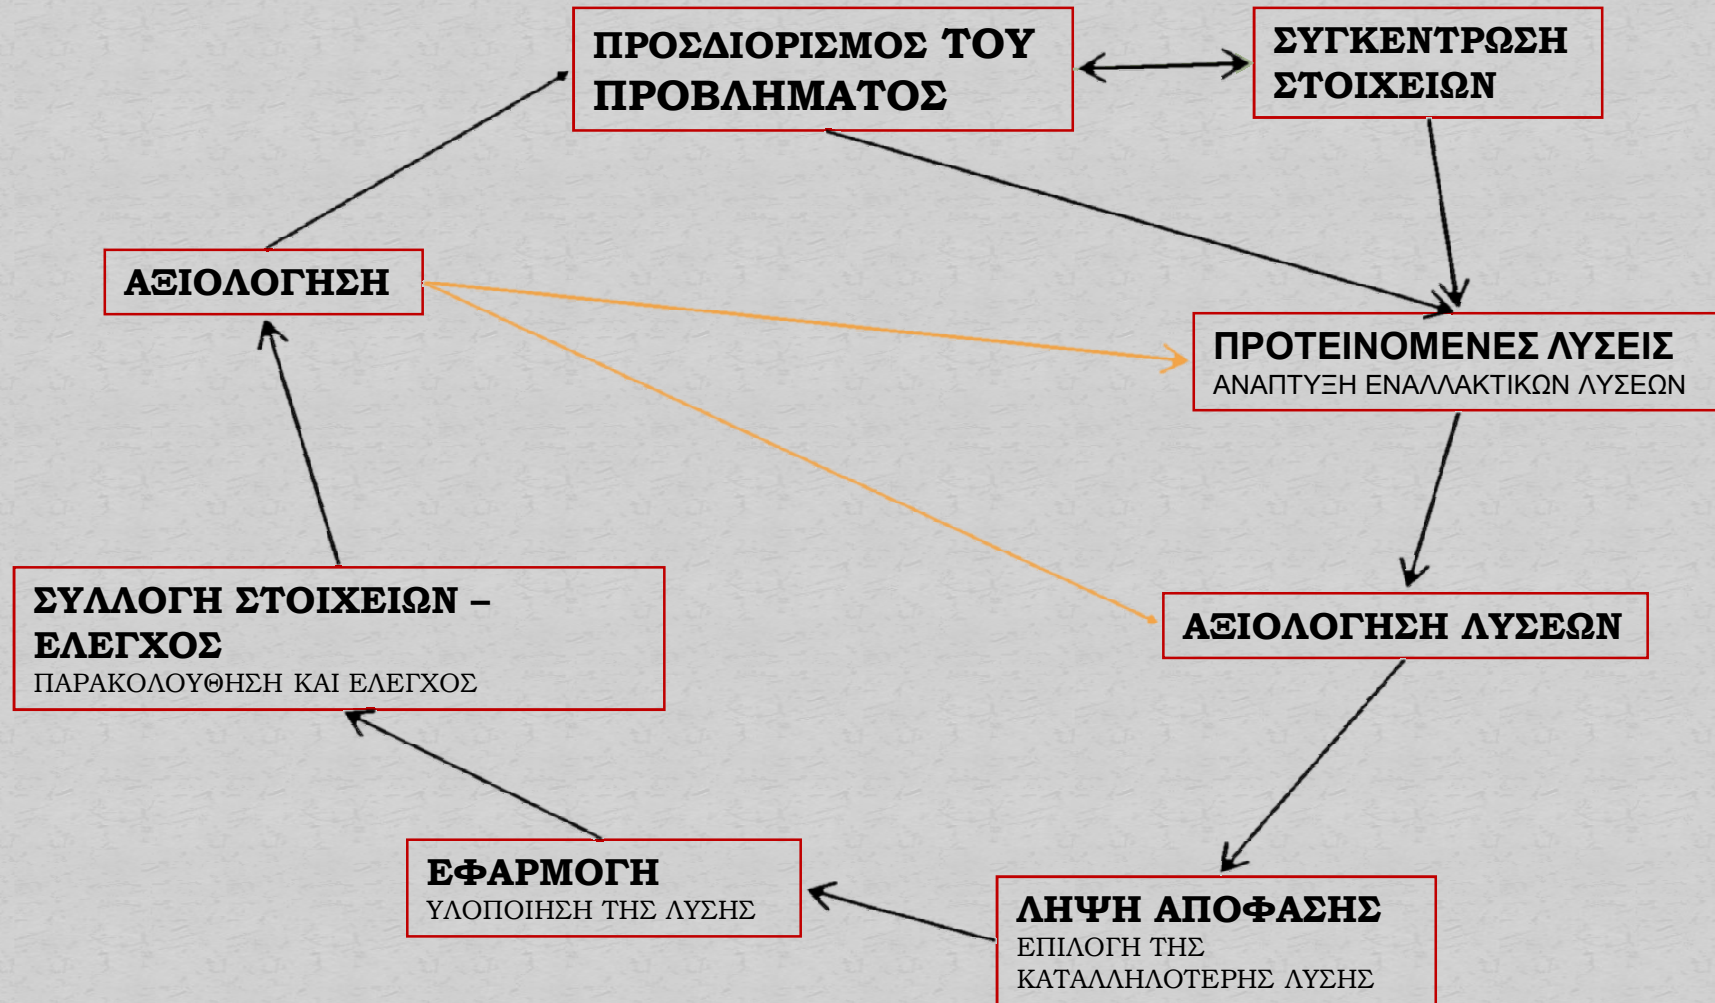 ΠΡΟΣΔΙΟΡΙΣΜΟΣ ΤΟΥ
ΠΡΟΒΛΗΜΑΤΟΣ
ΣΥΓΚΕΝΤΡΩΣΗ
ΣΤΟΙΧΕΙΩΝ
ΑΞΙΟΛΟΓΗΣΗ
ΠΡΟΤΕΙΝΟΜΕΝΕΣ ΛΥΣΕΙΣ
ΑΝΑΠΤΥΞΗ ΕΝΑΛΛΑΚΤΙΚΩΝ ΛΥΣΕΩΝ
ΑΞΙΟΛΟΓΗΣΗ ΛΥΣΕΩΝ
ΣΥΛΛΟΓΗ ΣΤΟΙΧΕΙΩΝ –
ΕΛΕΓΧΟΣ
ΠΑΡΑΚΟΛΟΥΘΗΣΗ ΚΑΙ ΕΛΕΓΧΟΣ
ΕΦΑΡΜΟΓΗ
ΥΛΟΠΟΙΗΣΗ ΤΗΣ ΛΥΣΗΣ
ΛΗΨΗ ΑΠΟΦΑΣΗΣ
ΕΠΙΛΟΓΗ ΤΗΣ
ΚΑΤΑΛΛΗΛΟΤΕΡΗΣ ΛΥΣΗΣ